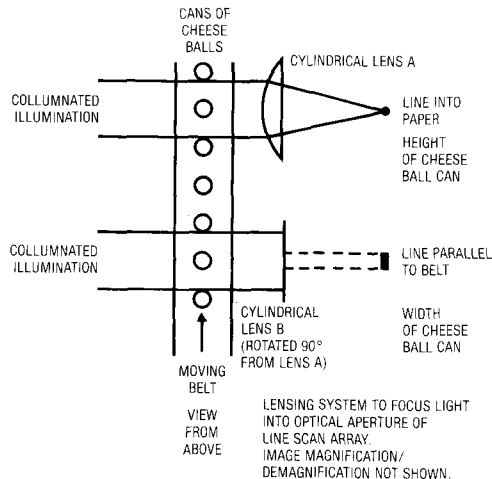 CANS OF
CHEESE
BALLS
CYLINDRICAL LENS A
COLLUMNATED
ILLUMINATION
LINE INTO
PAPER
HEIGHT
OF CHEESE
BALL CAN
COLLUMNATED
ILLUMINATION
LINE PARALLEL
TO BELT
WIDTH
OF CHEESE
BALL CAN
CYLINDRICAL
LENS B
(ROTATED 90°
FROM LENS A)
MOVING
BELT
VIEW
FROM
ABOVE
LENSING SYSTEM TO FOCUS LIGHT
INTO OPTICAL APERTURE OF
LINE SCAN ARRAY.
IMAGE MAGNIFICATION/
DEMAGNIFICATION NOT SHOWN.